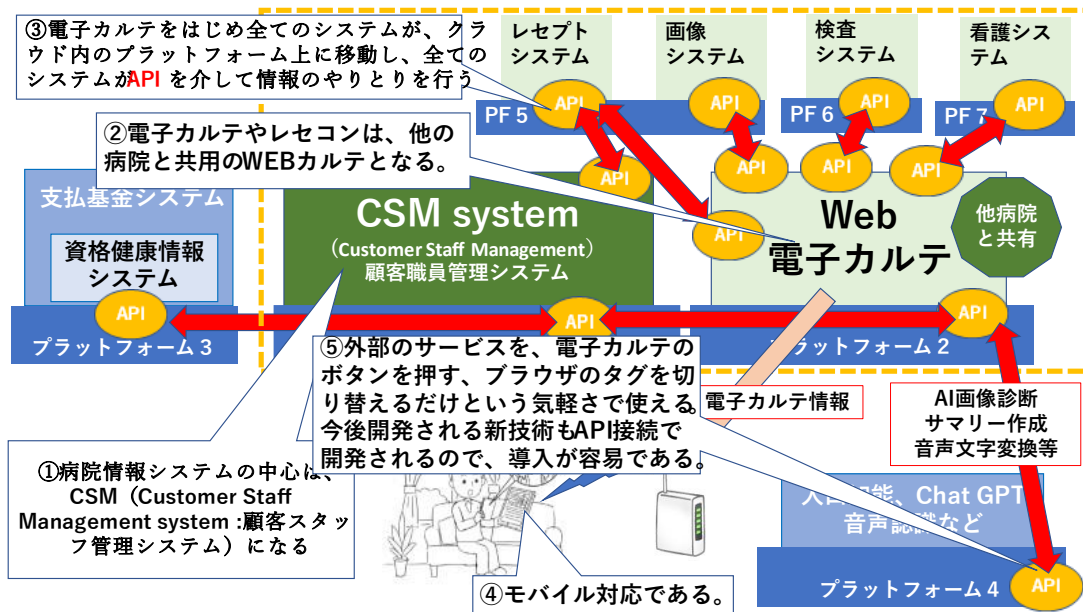 ③電子カルテをはじめ全てのシステムが、クラ
ウド内のプラットフォーム上に移動し、全ての
システムがAPI を介して情報のやりとりを行う
レセプト
システム
画像
システム
検査
システム
看護シス
テム
API
API
API
API
PF 5
PF 6
PF 7
②電子カルテやレセコンは、他の
病院と共用のWEBカルテとなる。
API
API
API
API
API
支払基金システム
資格健康情報
システム
API
プラットフォーム 3
CSM system
（Customer Staff Management）
顧客職員管理システム
API
Web
電子カルテ
他病院
と共有
API
プラットフォーム 2
⑤外部のサービスを、電子カルテの
ボタンを押す、ブラウザのタグを切
り替えるだけという気軽さで使える。
今後開発される新技術もAPI接続で
開発されるので、導入が容易である。
電子カルテ情報
AI画像診断
サマリー作成
音声文字変換等
①病院情報システムの中心は、
CSM（Customer Staff
Management system :顧客スタッ
フ管理システム）になる
能、Chat GPT
音声認識など
プラットフォーム 4
API
④モバイル対応である。